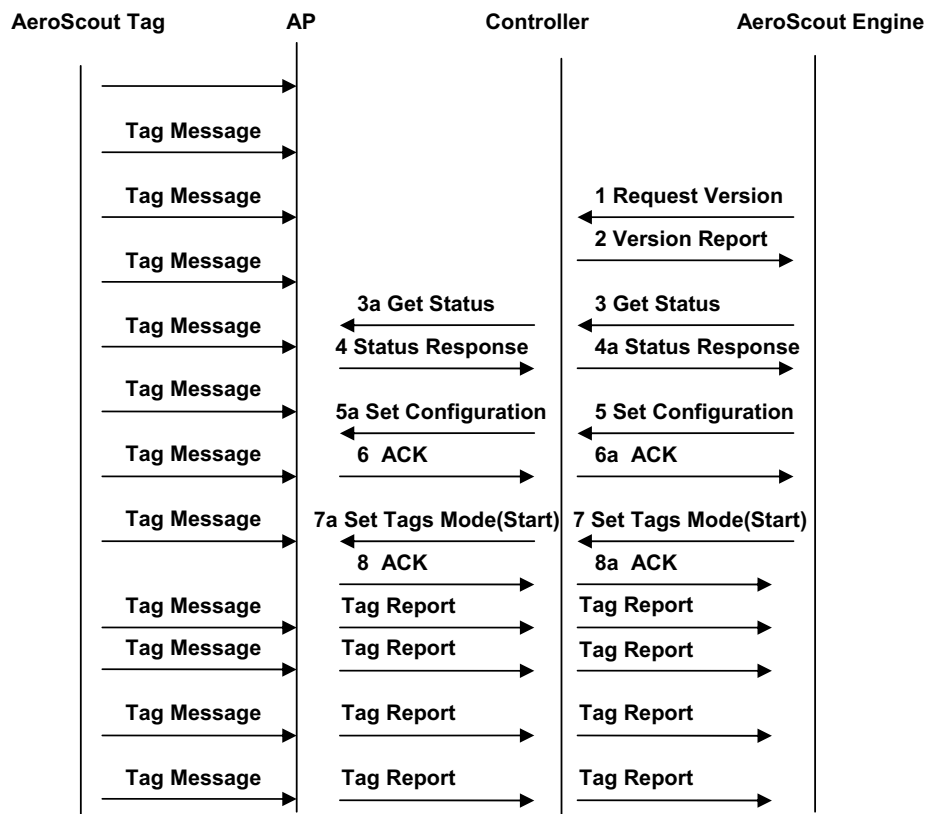 AeroScout Tag AP Controller AeroScout Engine
Tag Message
Tag Message 1 Request Version
2 Version Report
Tag Message
3a Get Status 3 Get Status
Tag Message
4 Status Response 4a Status Response
Tag Message
5a Set Configuration 5 Set Configuration
Tag Message 6 ACK 6a ACK
Tag Message 7a Set Tags Mode(Start) 7 Set Tags Mode(Start)
8 ACK 8a ACK
Tag Message Tag Report Tag Report
Tag Message Tag Report Tag Report
Tag Message Tag Report Tag Report
Tag Message Tag Report Tag Report